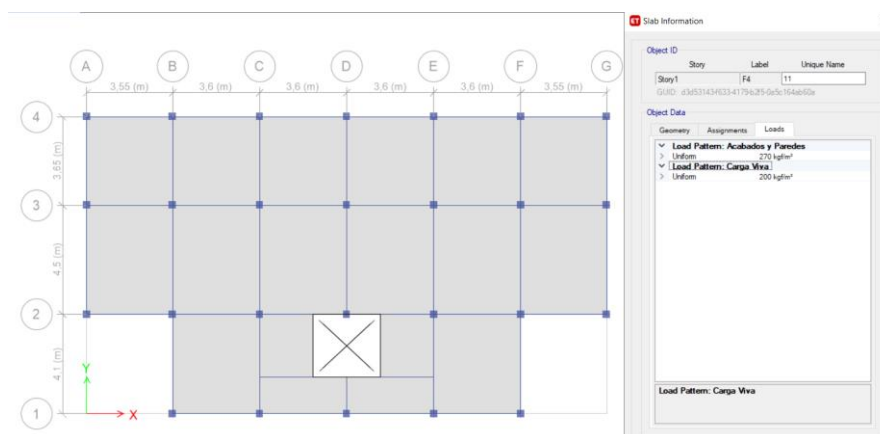 Slab Information
Object ID
Story Label Unique Name
Story1 F4 11
Object Data
Geometry Assignments Loads
Load Pattern: Acabados y Paredes
Uniform 270 kgf/m²
Load Pattern: Carga Viva
Uniform 200 kgf/m²
Load Pattern: Carga Viva
A B C D E F G
3,55 (m) 3,6 (m) 3,6 (m) 3,6 (m) 3,6 (m) 3,55 (m)
4
3,65 (m)
3
4,5 (m)
2
4,1 (m)
1
Y
X